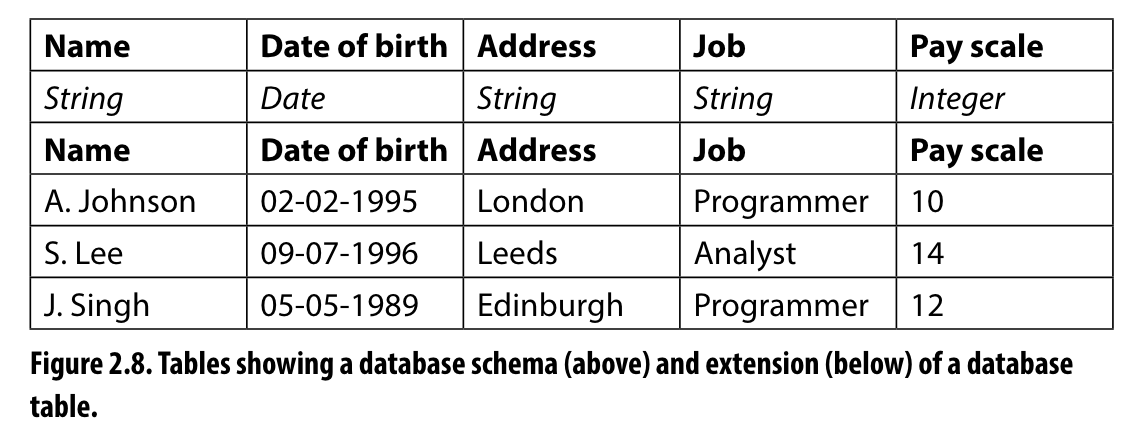 Name Date of birth Address Job Pay scale
String Date String String Integer
Name Date of birth Address Job Pay scale
A. Johnson 02-02-1995 London Programmer 10
S. Lee 09-07-1996 Leeds Analyst 14
J. Singh 05-05-1989 Edinburgh Programmer 12
Figure 2.8. Tables showing a database schema (above) and extension (below) of a database
table.